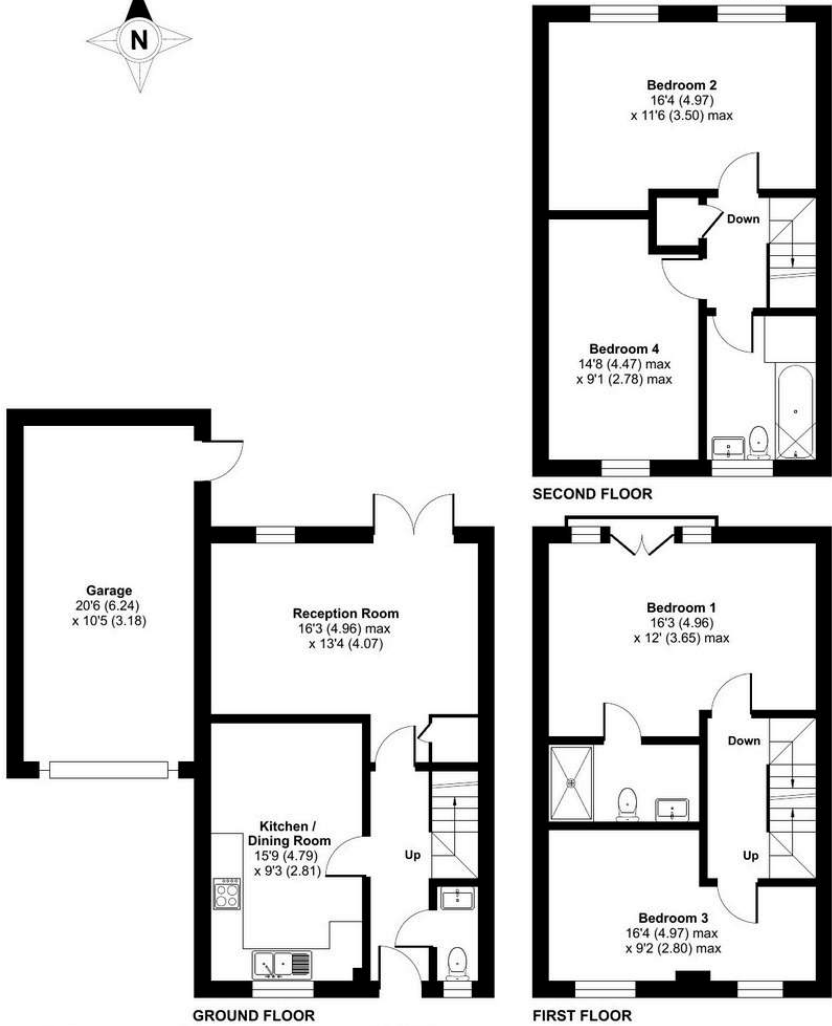 N
Bedroom 2
16'4 (4.97)
x 11'6 (3.50) max
Down
Bedroom 4
14'8 (4.47) max
x 9'1 (2.78) max
SECOND FLOOR
Garage
20'6 (6.24)
x 10'5 (3.18)
Reception Room
16'3 (4.96) max
x 13'4 (4.07)
Kitchen /
Dining Room
15'9 (4.79)
x 9'3 (2.81)
Up
GROUND FLOOR
Bedroom 1
16'3 (4.96)
x 12' (3.65) max
Down
Up
Bedroom 3
16'4 (4.97) max
x 9'2 (2.80) max
FIRST FLOOR